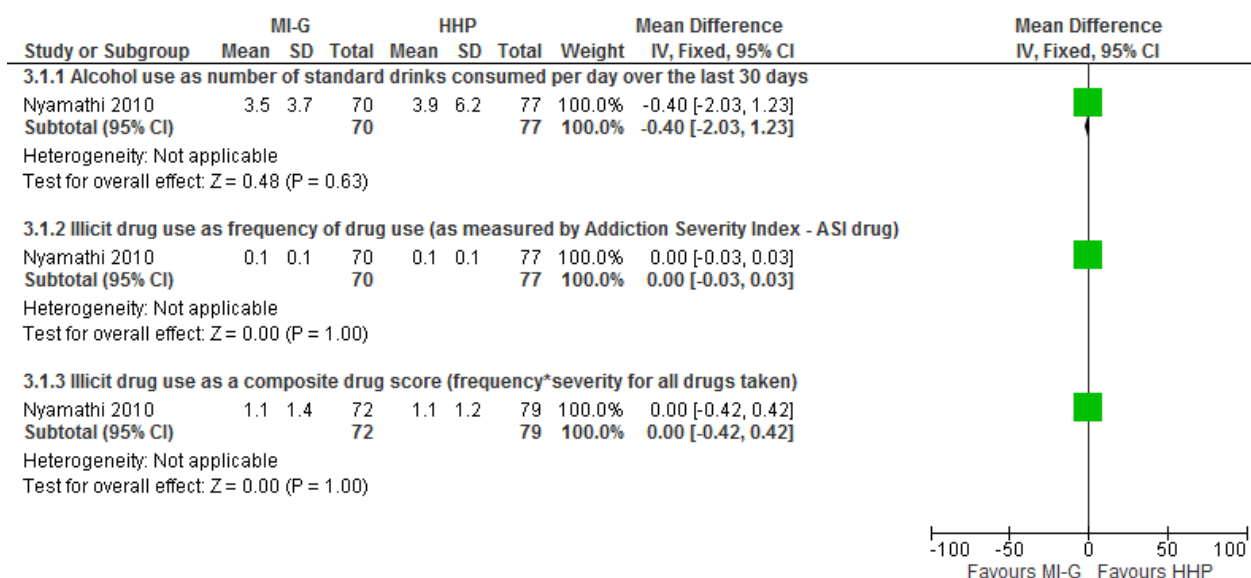 MI-G HHP Mean Difference Mean Difference
Study or Subgroup Mean SD Total Mean SD Total Weight IV, Fixed, 95% CI IV, Fixed, 95% CI
3.1.1 Alcohol use as number of standard drinks consumed per day over the last 30 days
Nyamathi 2010 3.5 3.7 70 3.9 6.2 77 100.0% -0.40 [-2.03, 1.23]
Subtotal (95% CI) 70 77 100.0% -0.40 [-2.03, 1.23]
Heterogeneity: Not applicable
Test for overall effect: Z = 0.48 (P = 0.63)
3.1.2 Illicit drug use as frequency of drug use (as measured by Addiction Severity Index - ASI drug)
Nyamathi 2010 0.1 0.1 70 0.1 0.1 77 100.0% 0.00 [-0.03, 0.03]
Subtotal (95% CI) 70 77 100.0% 0.00 [-0.03, 0.03]
Heterogeneity: Not applicable
Test for overall effect: Z = 0.00 (P = 1.00)
3.1.3 Illicit drug use as a composite drug score (frequency*severity for all drugs taken)
Nyamathi 2010 1.1 1.4 72 1.1 1.2 79 100.0% 0.00 [-0.42, 0.42]
Subtotal (95% CI) 72 79 100.0% 0.00 [-0.42, 0.42]
Heterogeneity: Not applicable
Test for overall effect: Z = 0.00 (P = 1.00)
-100 -50 0 50 100
Favours MI-G Favours HHP